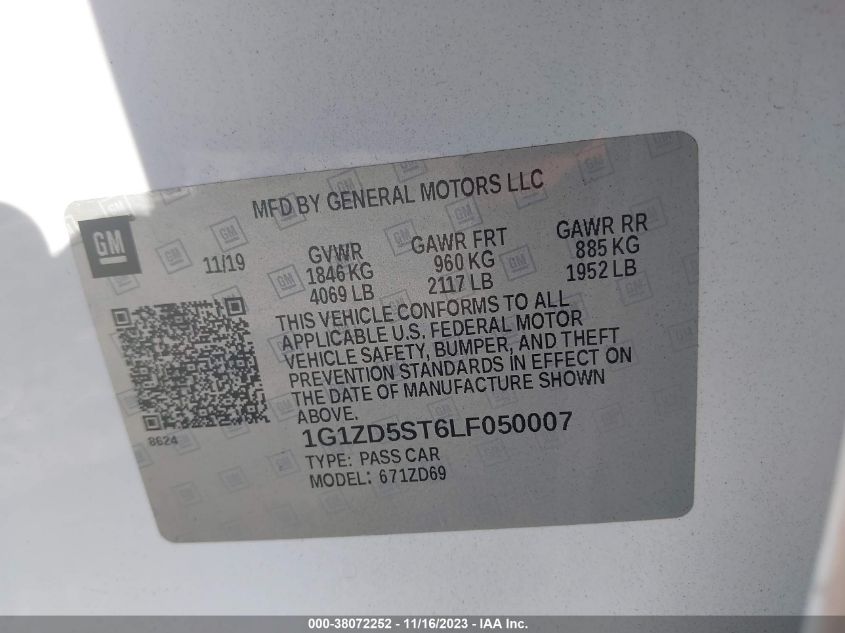 MFD BY GENERAL MOTORS LLC
GM
11/19
GVWR
1846 KG
4069 LB
GAWR FRT
960 KG
2117 LB
GAWR RR
885 KG
1952 LB
THIS VEHICLE CONFORMS TO ALL
APPLICABLE U.S. FEDERAL MOTOR
VEHICLE SAFETY, BUMPER, AND THEFT
PREVENTION STANDARDS IN EFFECT ON
THE DATE OF MANUFACTURE SHOWN
ABOVE.
8624
1G1ZD5ST6LF050007
TYPE: PASS CAR
MODEL: 671ZD69
000-38072252 - 11/16/2023 - IAA Inc.